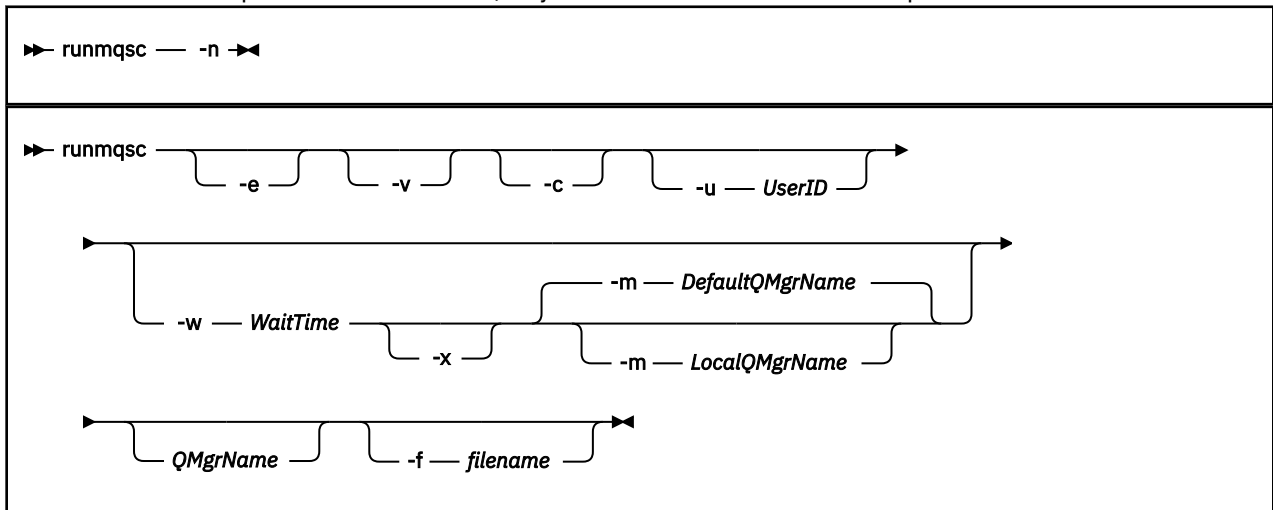 runmqsc -n
runmqsc
-e -v -c -u UserID
-m DefaultQMgrName
-w WaitTime
-x -m LocalQMgrName
QMgrName -f filename